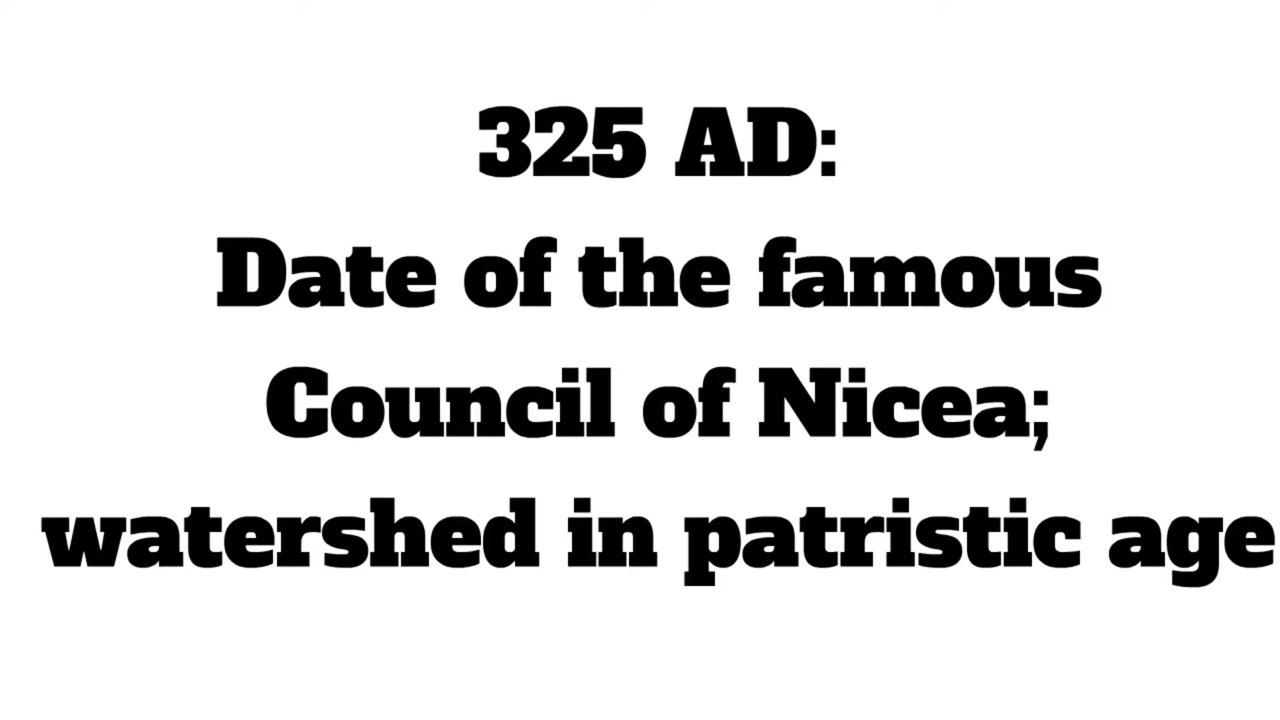 325 AD:
Date of the famous
Council of Nicea;
watershed in patristic age